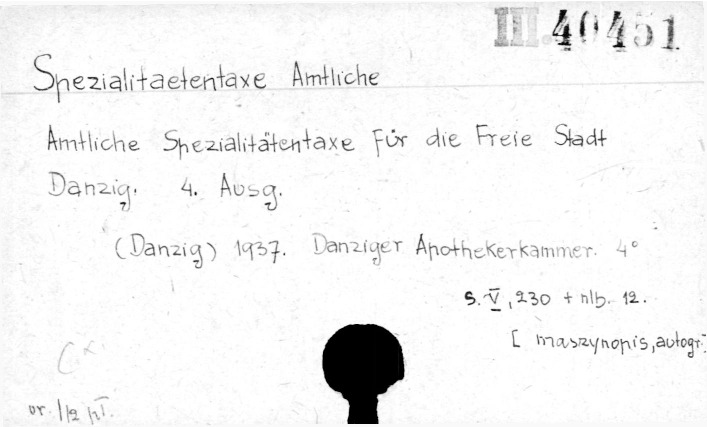 III. 40451
Spezialitaetentaxe Amtliche
Amtliche Spezialitätentaxe für die Freie Stadt
Danzig. 4. Ausg.
(Danzig) 1937. Danziger Apothekerkammer. 4°
s. V, 230 + nlb. 12.
[maszynopis, autogr.]